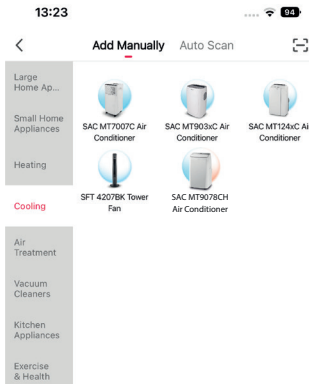 13:23
94
Add Manually Auto Scan
Large
Home Ap...
Small Home
Appliances
Heating
Cooling
Air
Treatment
Vacuum
Cleaners
Kitchen
Appliances
Exercise
& Health
SAC MT7007C Air
Conditioner
SAC MT903xC Air
Conditioner
SAC MT124xC Ai
Conditioner
SFT 4207BK Tower
Fan
SAC MT9078CH
Air Conditioner